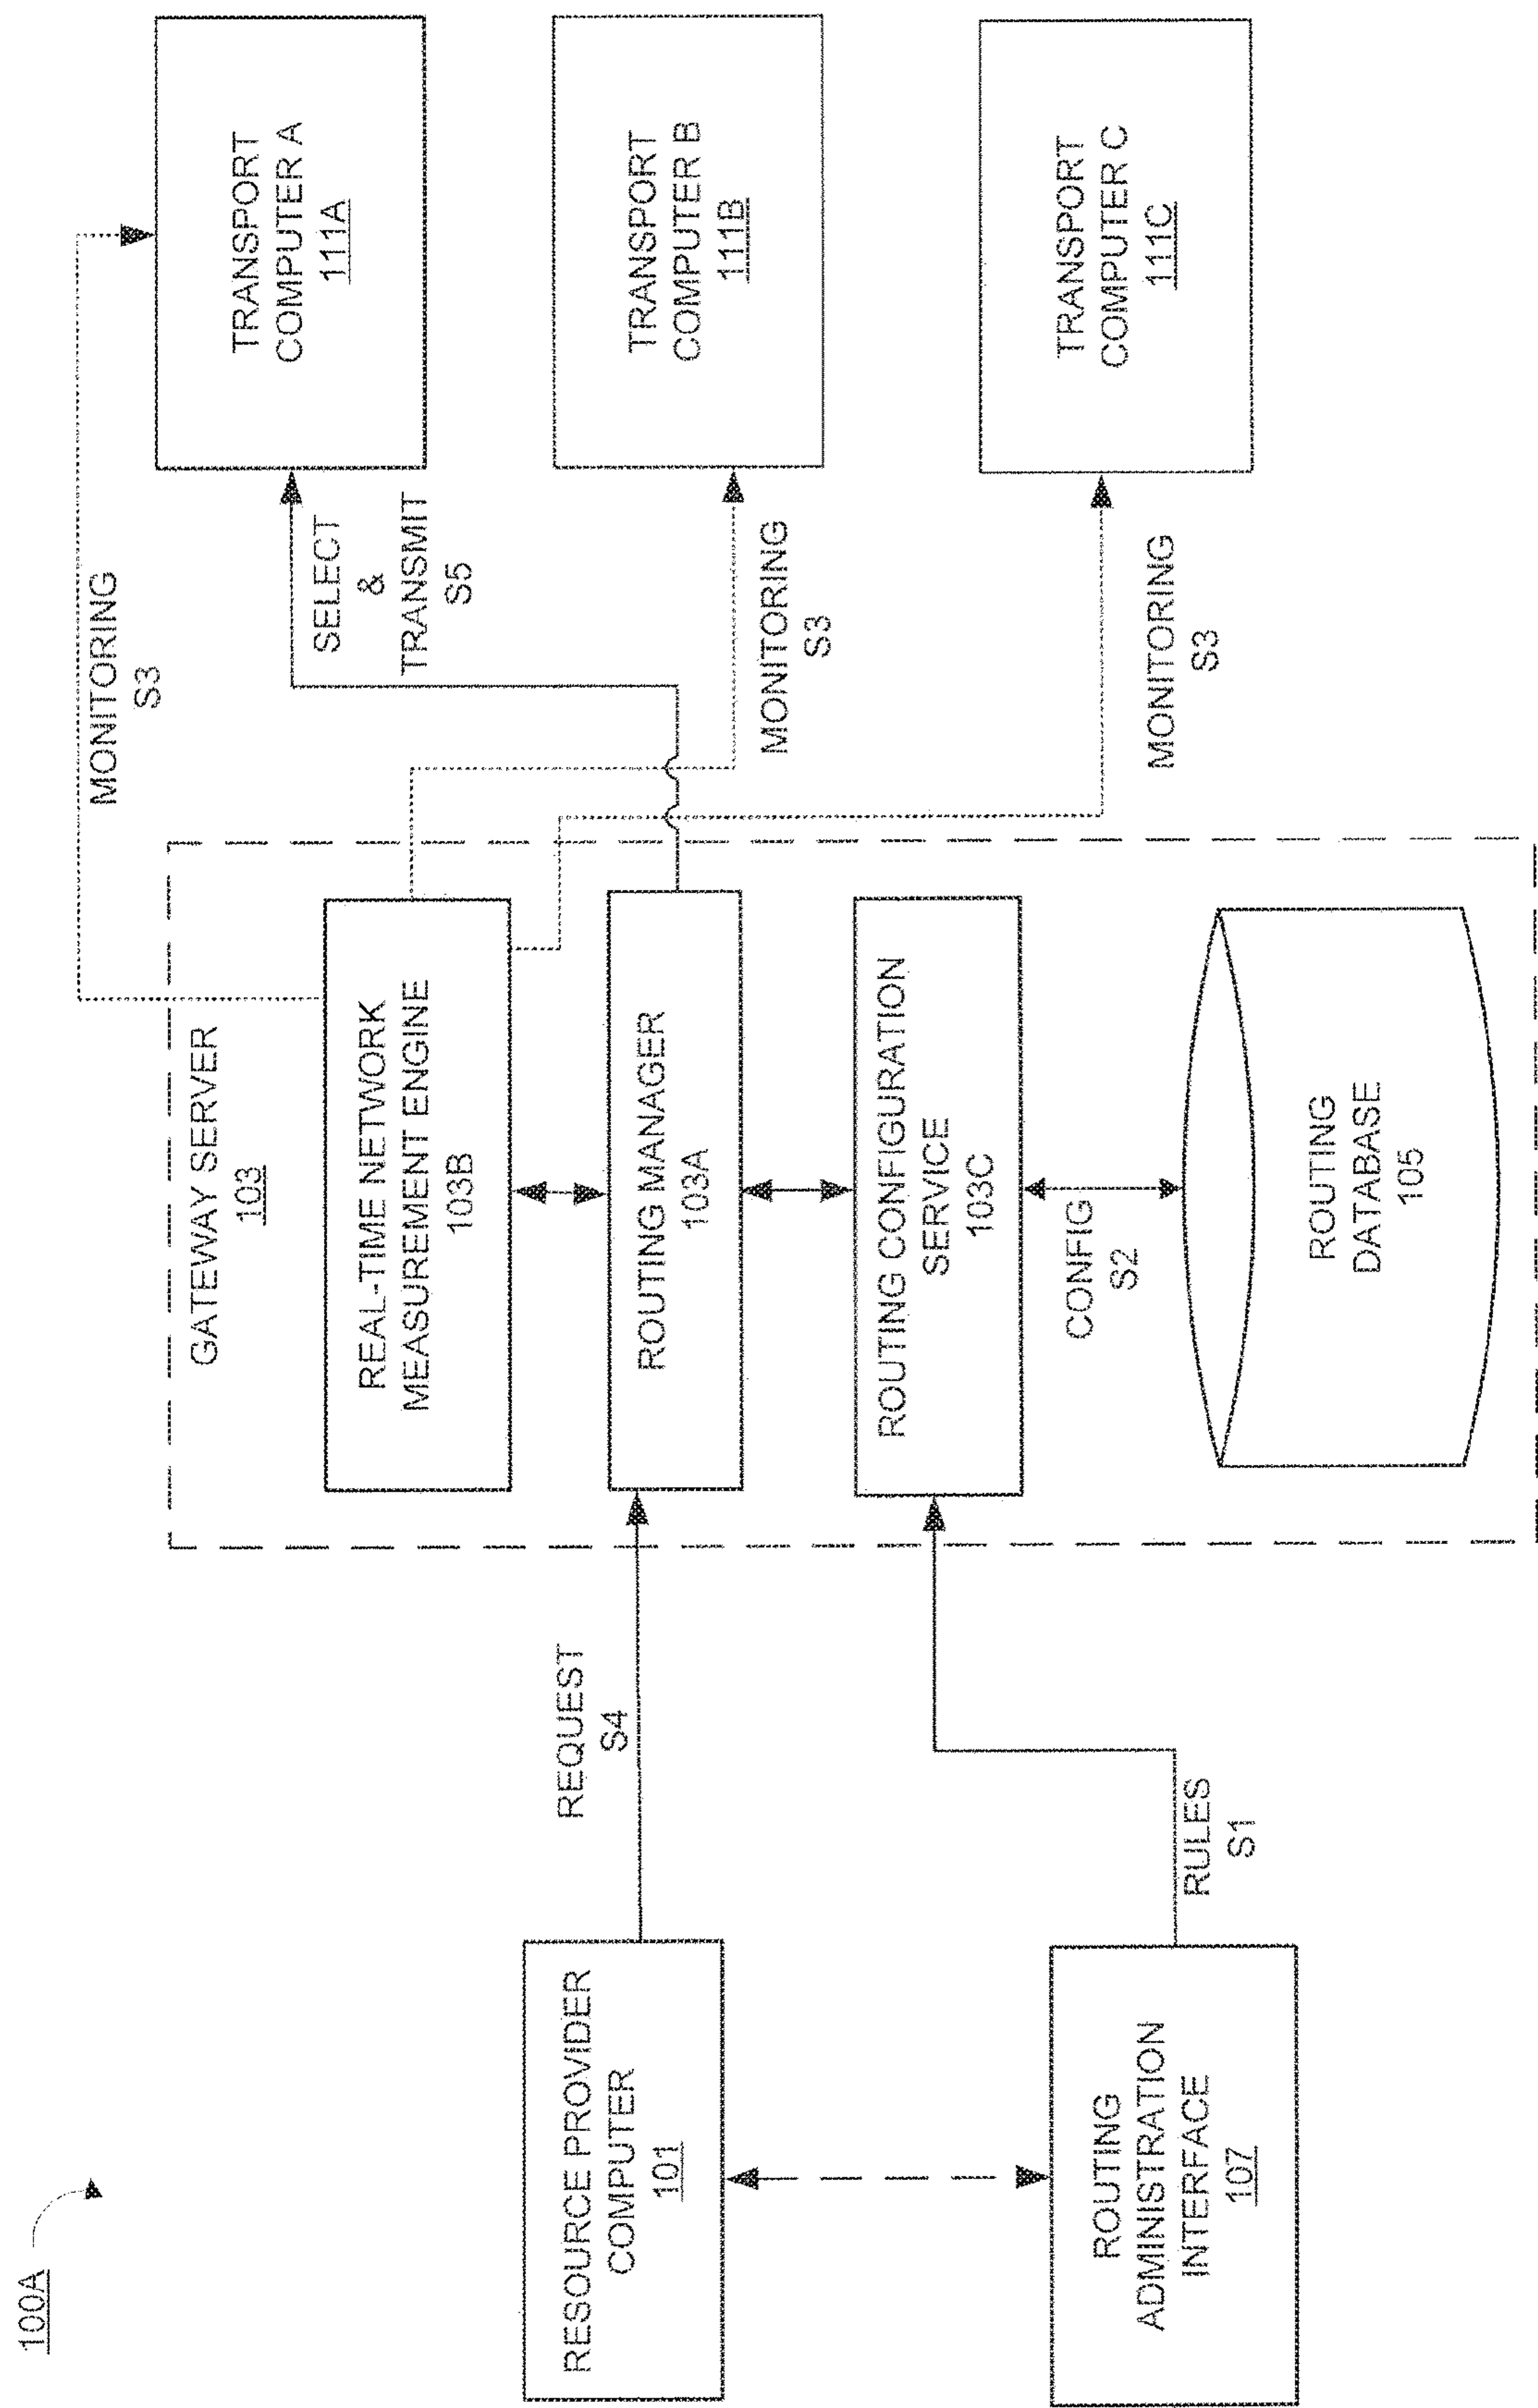 100A
RESOURCE PROVIDER
COMPUTER
101
ROUTING
ADMINISTRATION
INTERFACE
107
REQUEST
S4
RULES
S1
GATEWAY SERVER
103
REAL-TIME NETWORK
MEASUREMENT ENGINE
103B
ROUTING MANAGER
103A
ROUTING CONFIGURATION
SERVICE
103C
CONFIG
S2
ROUTING
DATABASE
105
MONITORING
S3
SELECT
&
TRANSMIT
S5
MONITORING
S3
MONITORING
S3
TRANSPORT
COMPUTER A
111A
TRANSPORT
COMPUTER B
111B
TRANSPORT
COMPUTER C
111C